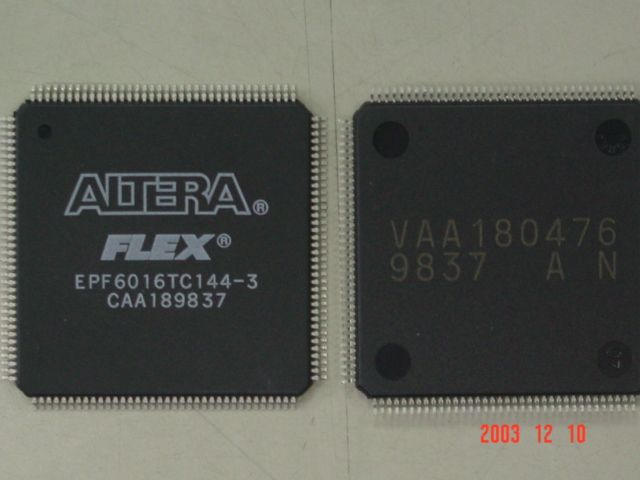 ALTERA®
FLEX®
EPF6016TC144-3
CAA189837
VAA180476
9837 A N
2003 12 10